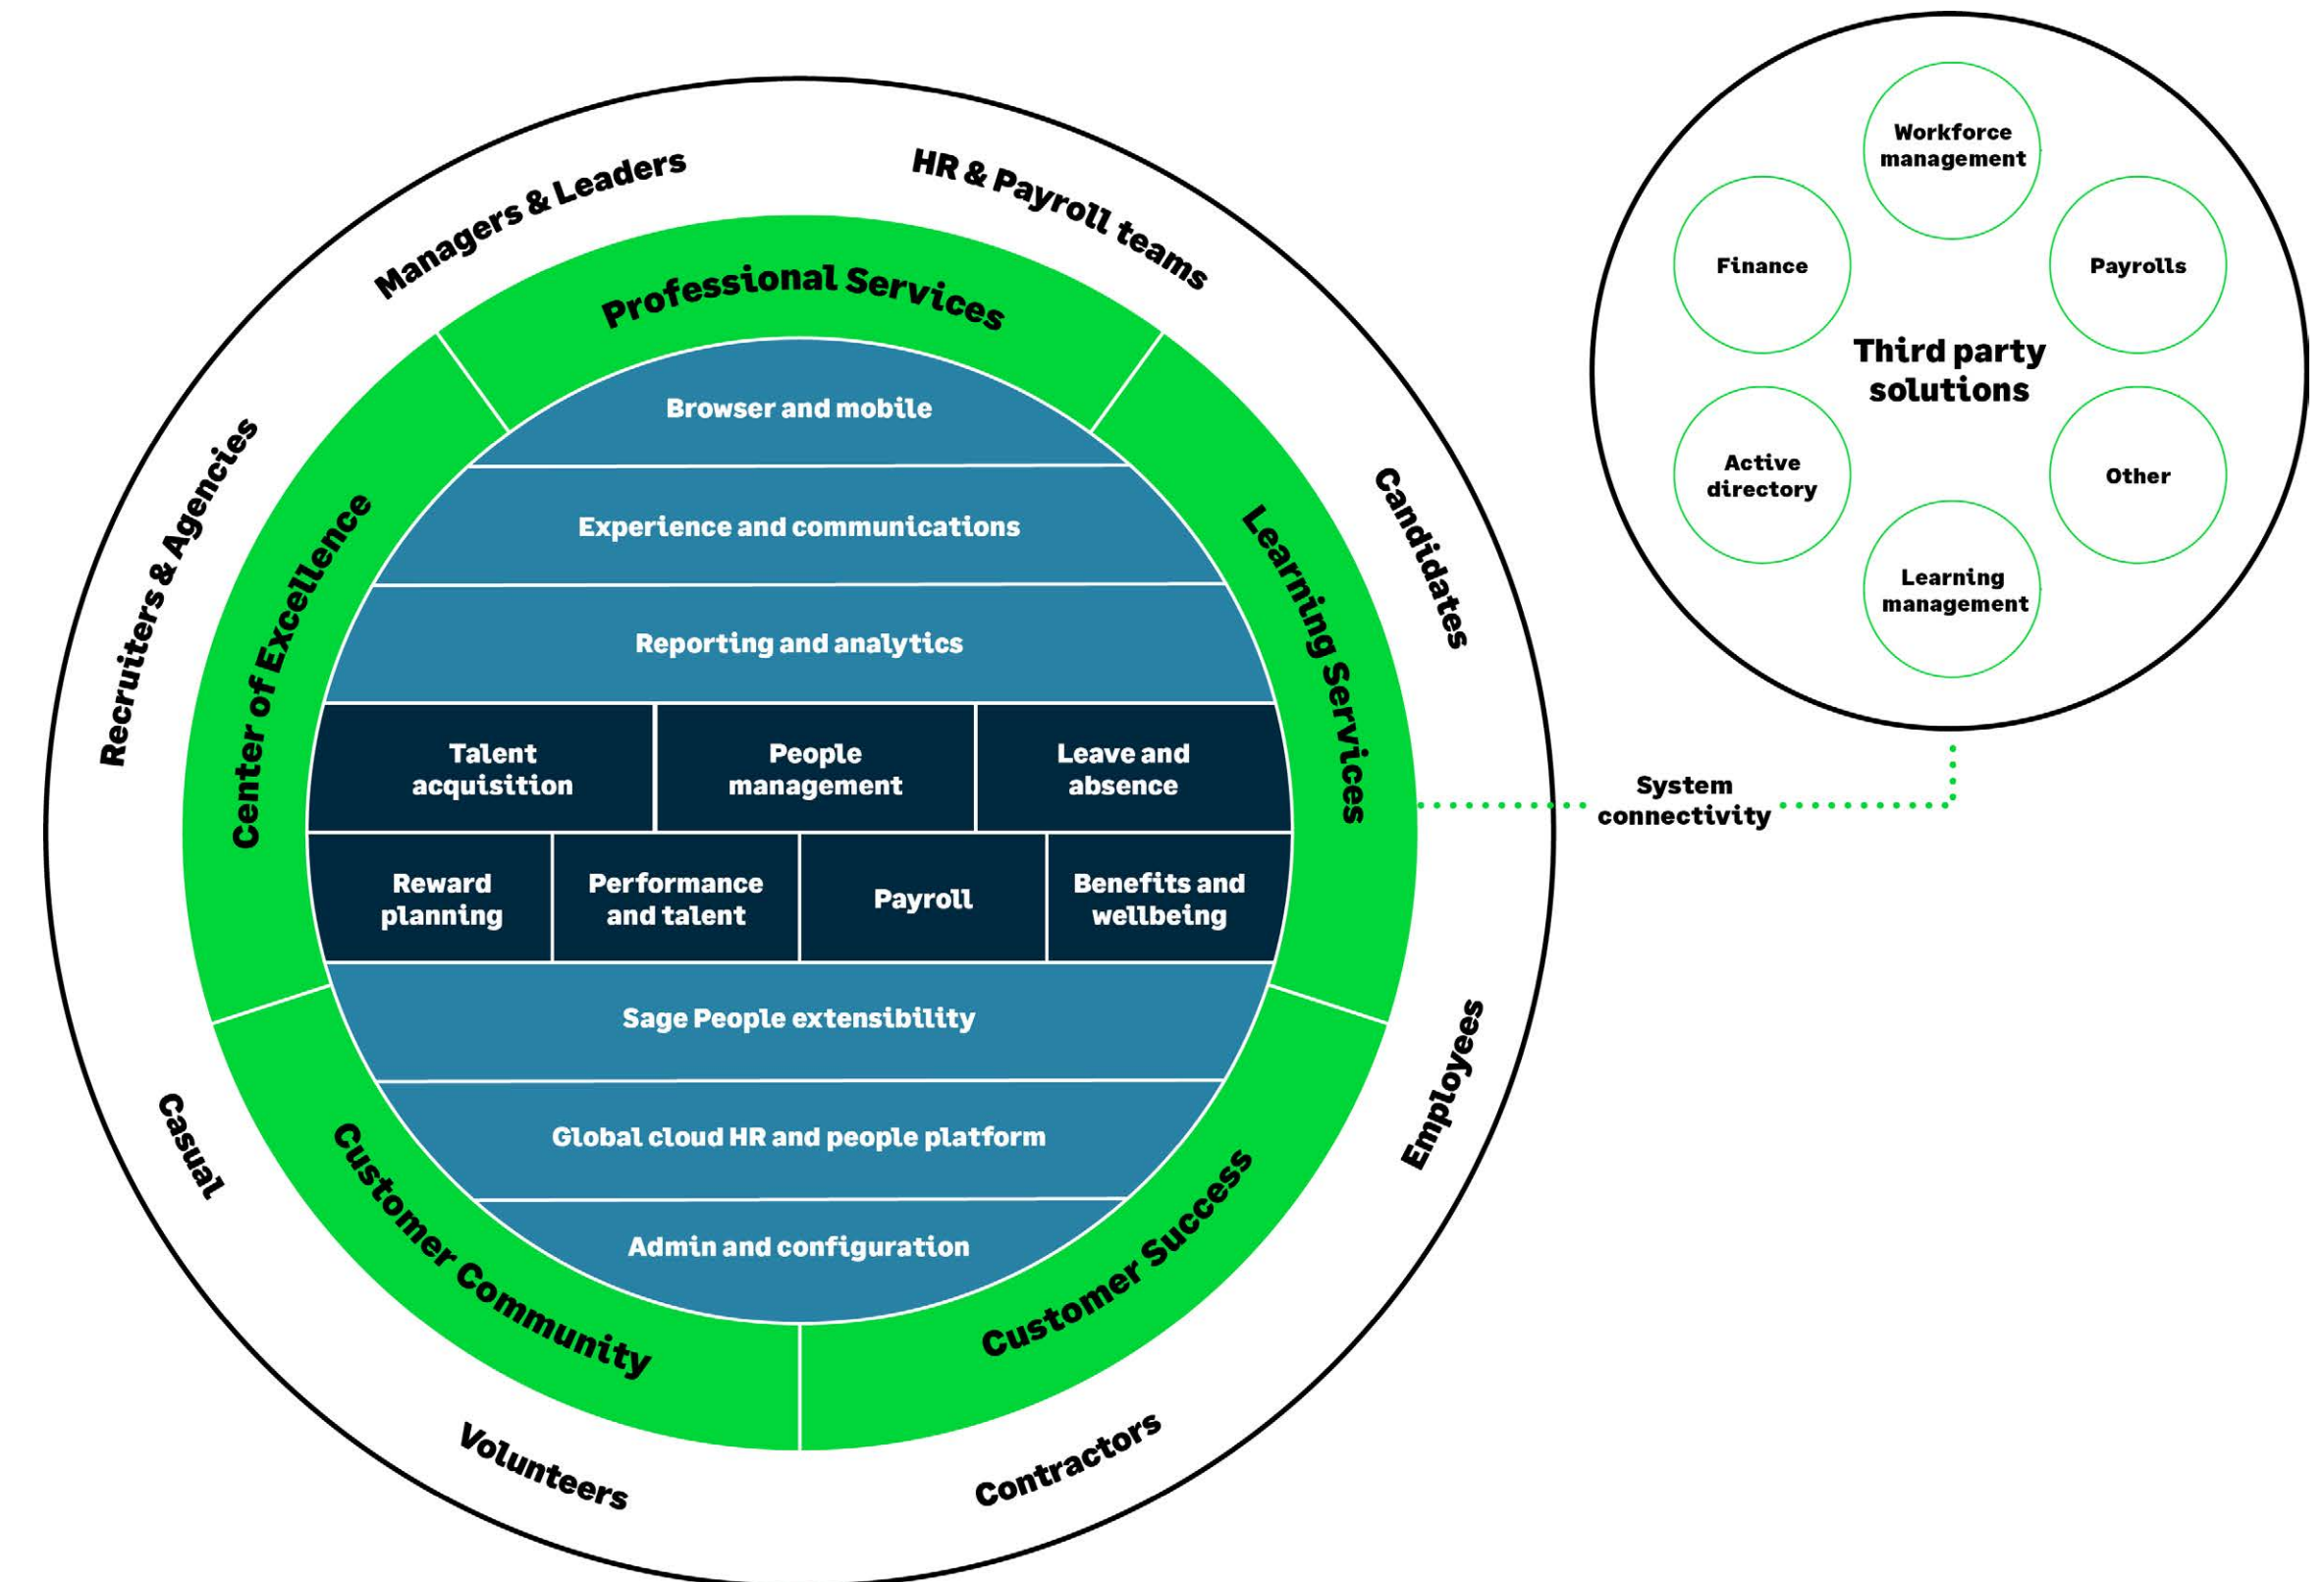 Managers & Leaders
HR & Payroll teams
Candidates
Employees
Contractors
Volunteers
Casual
Recruiters & Agencies
Professional Services
Learning Services
Customer Success
Customer Community
Center of Excellence
Browser and mobile
Experience and communications
Reporting and analytics
Talent
acquisition
People
management
Leave and
absence
Reward
planning
Performance
and talent
Payroll
Benefits and
wellbeing
Sage People extensibility
Global cloud HR and people platform
Admin and configuration
System
connectivity
Third party
solutions
Workforce
management
Payrolls
Other
Learning
management
Active
directory
Finance